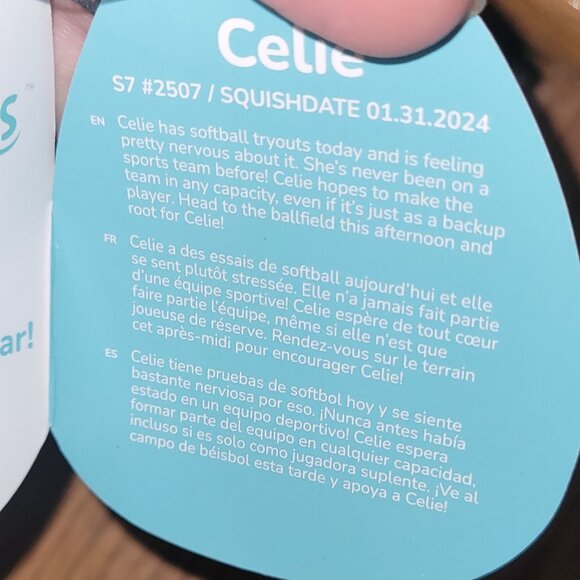 Celie
S7 #2507 / SQUISHDATE 01.31.2024
EN Celie has softball tryouts today and is feeling
pretty nervous about it. She's never been on a
sports team before! Celie hopes to make the
team in any capacity, even if it's just as a backup
player. Head to the ballfield this afternoon and
root for Celie!
FR Celie a des essais de softball aujourd'hui et elle
se sent plutôt stressée. Elle n'a jamais fait partie
d'une équipe sportive! Celie espère de tout cœur
faire partie l'équipe, même si elle n'est que
joueuse de réserve. Rendez-vous sur le terrain
cet après-midi pour encourager Celie!
ES Celie tiene pruebas de softbol hoy y se siente
bastante nerviosa por eso. ¡Nunca antes había
estado en un equipo deportivo! Celie espera
formar parte del equipo en cualquier capacidad,
incluso si es solo como jugadora suplente. ¡Ve al
campo de béisbol esta tarde y apoya a Celie!
s™
ar!